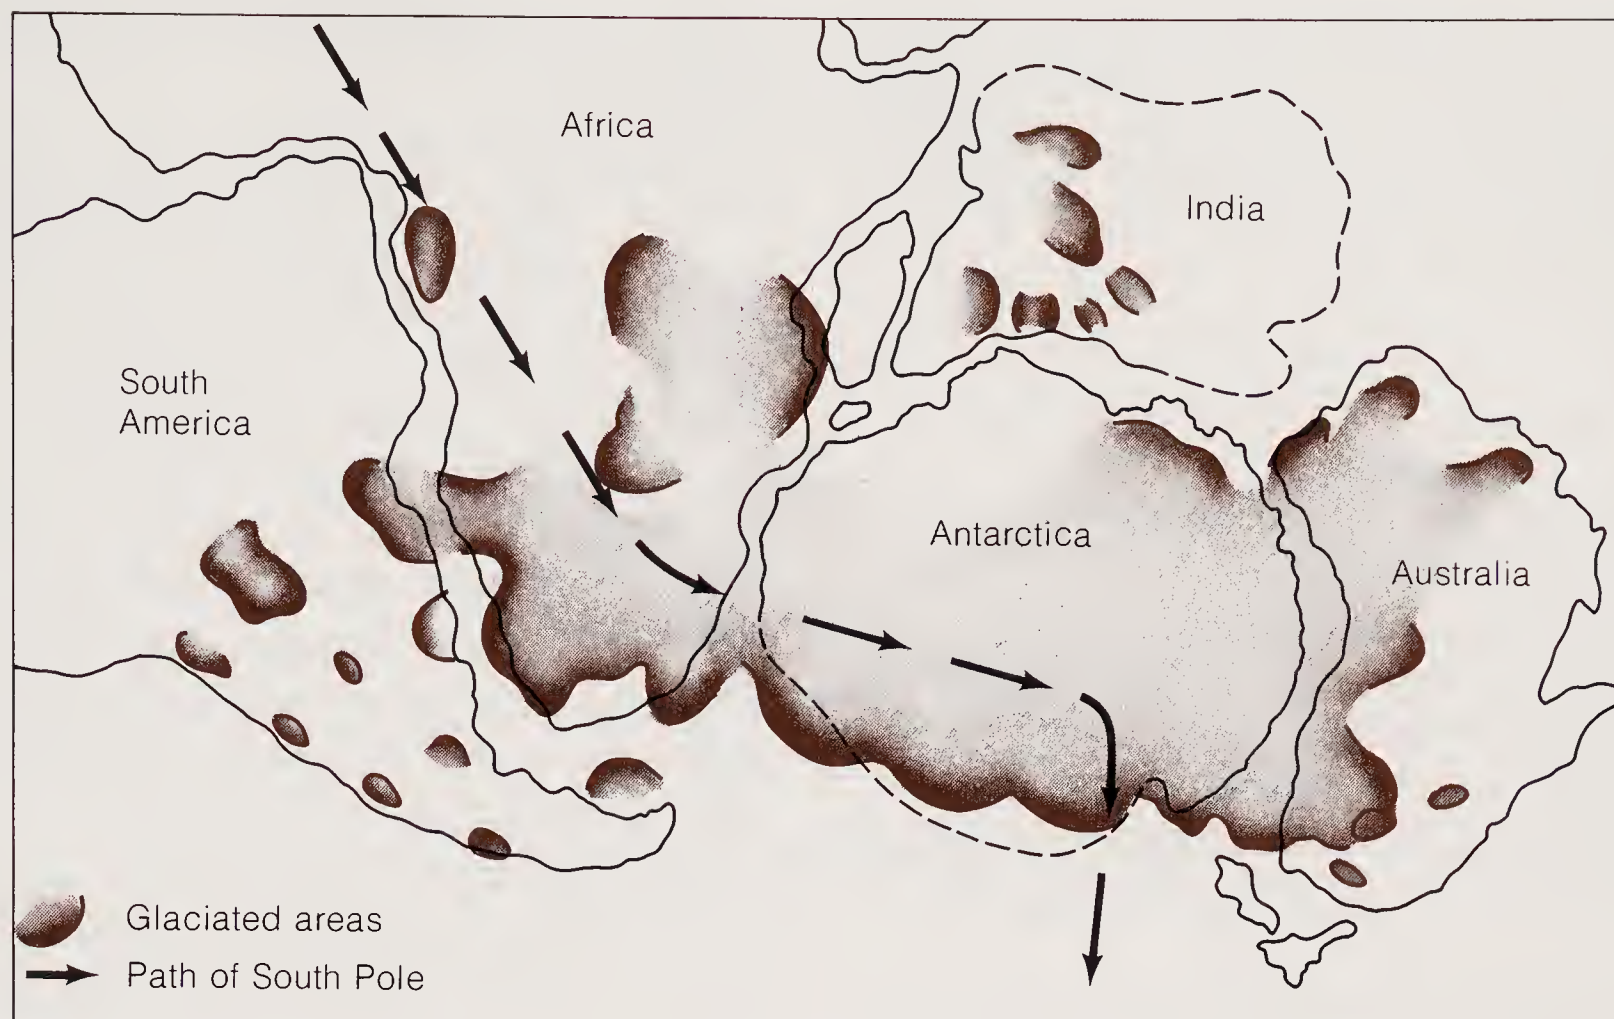 Africa
India
South
America
Antarctica
Australia
Glaciated areas
Path of South Pole